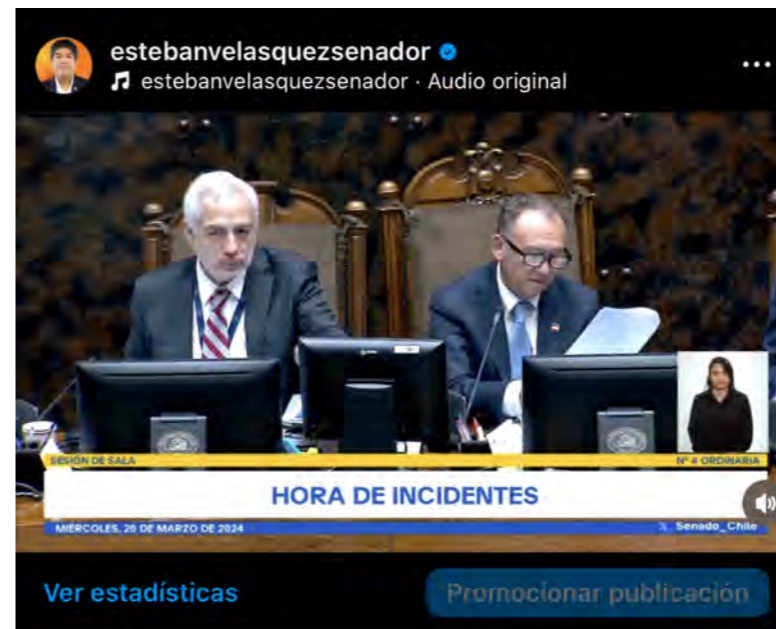 estebanvelasquezsenador
estebanvelasquezsenador · Audio original
SESIÓN DE SALA
Nº 4 ORDINARIA
HORA DE INCIDENTES
MIÉRCOLES, 20 DE MARZO DE 2024
Senado_Chile
Ver estadísticas
Promocionar publicación